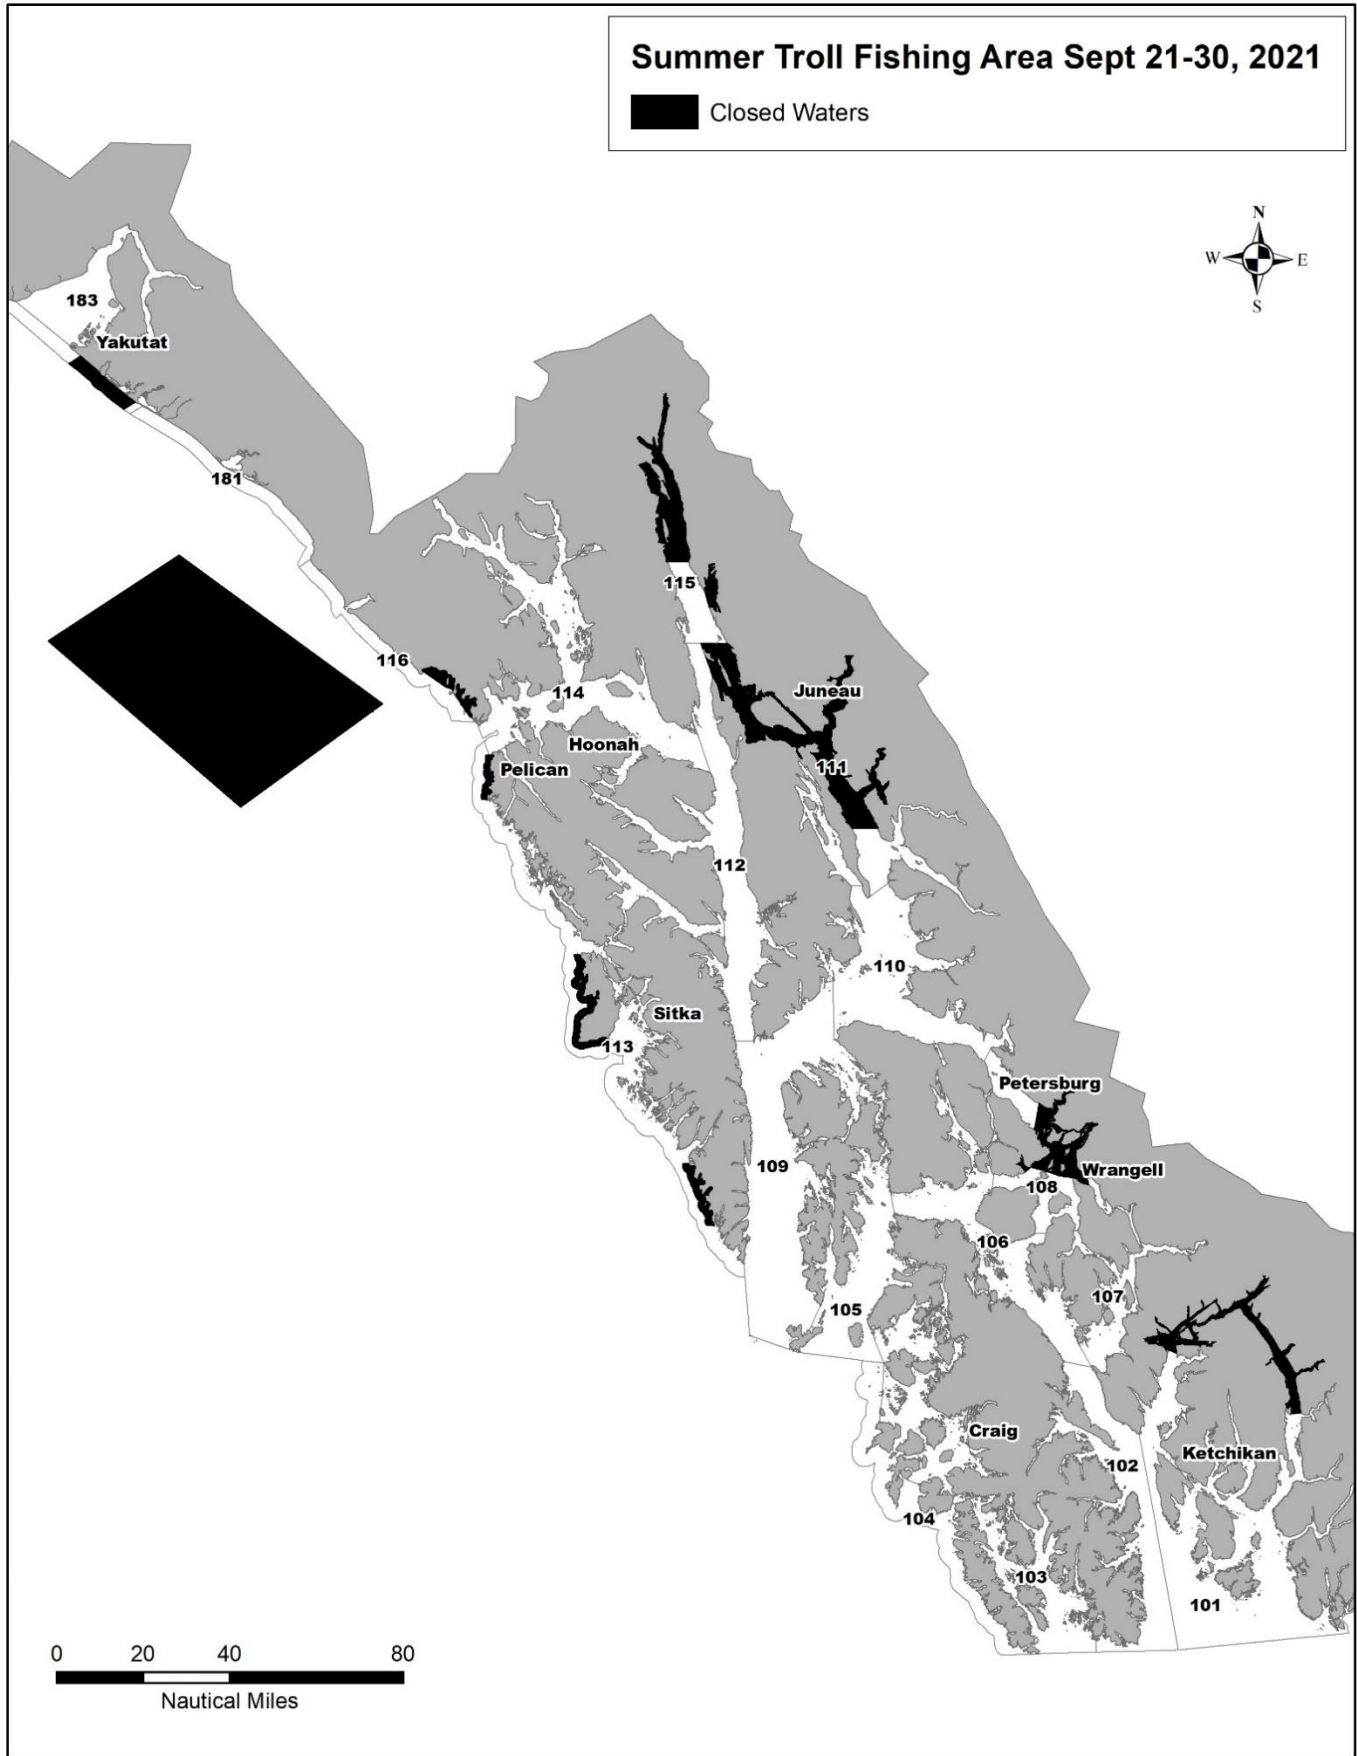 Summer Troll Fishing Area Sept 21-30, 2021
Closed Waters
N
W E
S
183
Yakutat
181
115
116
114
Juneau
Hoonah
Pelican
111
112
110
Sitka
113
Petersburg
109
Wrangell
108
106
107
105
Craig
Ketchikan
102
104
103
101
0 20 40 80
Nautical Miles